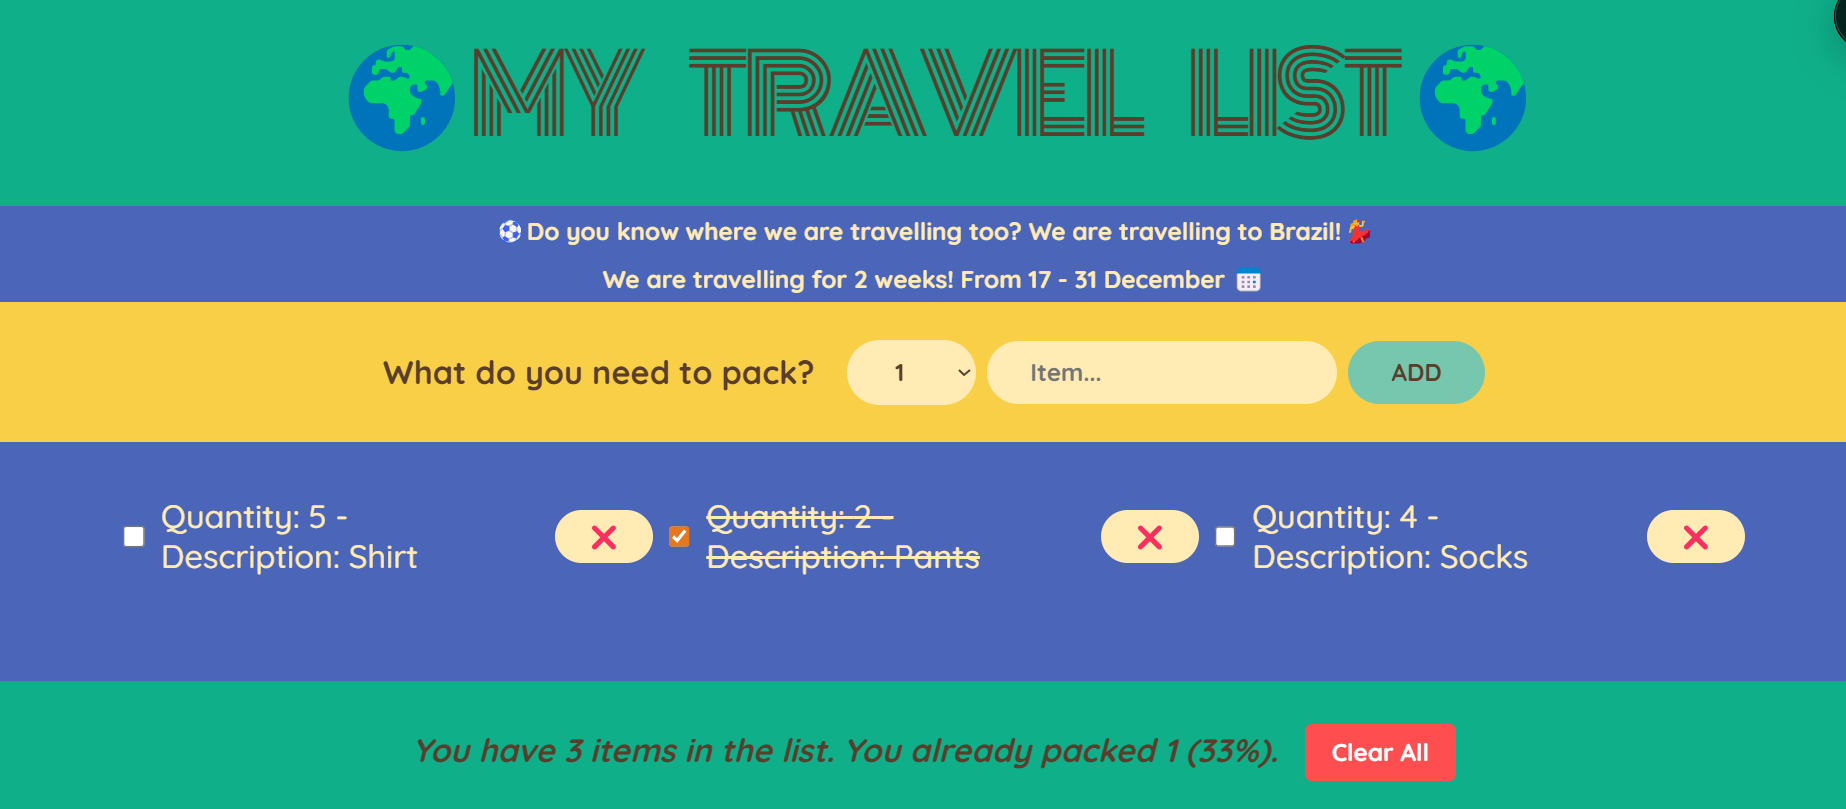 MY TRAVEL LIST
Do you know where we are travelling too? We are travelling to Brazil!
We are travelling for 2 weeks! From 17 - 31 December
What do you need to pack? 1 Item... ADD
Quantity: 5 -
Description: Shirt
Quantity: 2 -
Description: Pants
Quantity: 4 -
Description: Socks
You have 3 items in the list. You already packed 1 (33%). Clear All